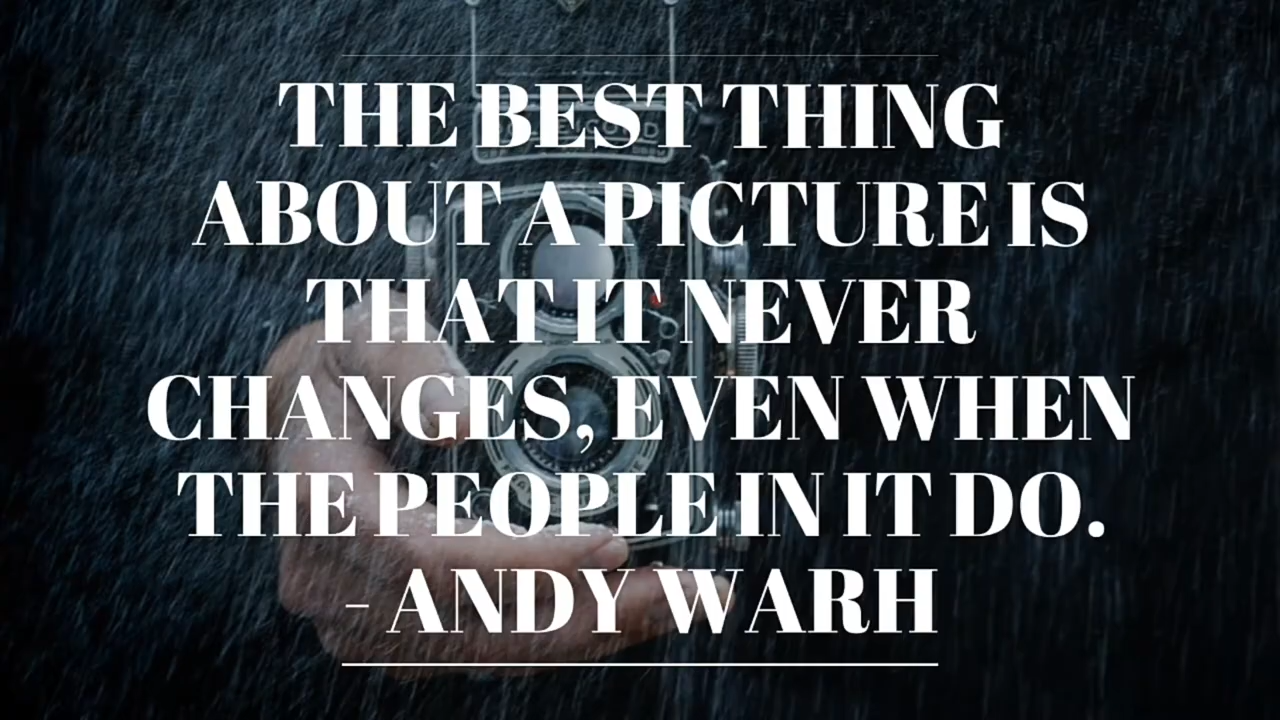 THE BEST THING
ABOUT A PICTURE IS
THAT IT NEVER
CHANGES, EVEN WHEN
THE PEOPLE IN IT DO.
- ANDY WARH